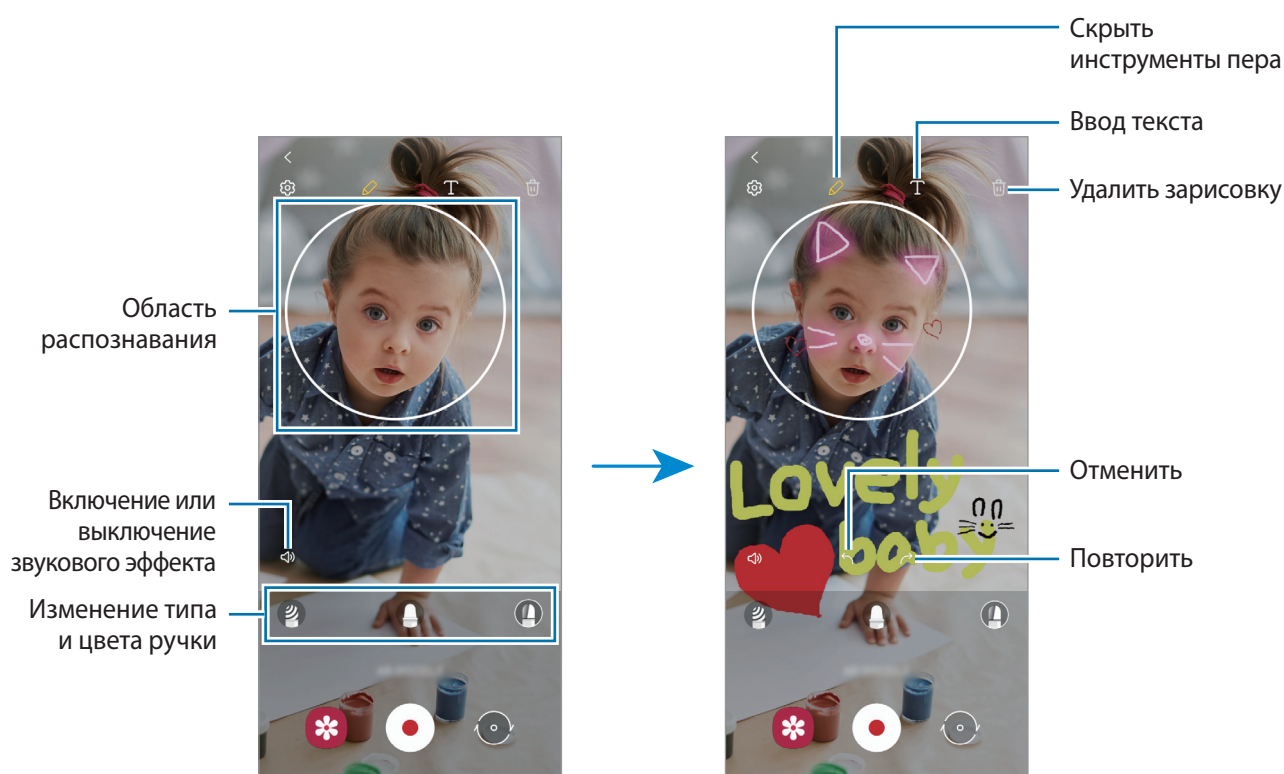 Скрыть
инструменты пера
Ввод текста
Удалить зарисовку
Область
распознавания
Включение или
выключение
звукового эффекта
Изменение типа
и цвета ручки
T
T
Lovely
baby
Отменить
Повторить